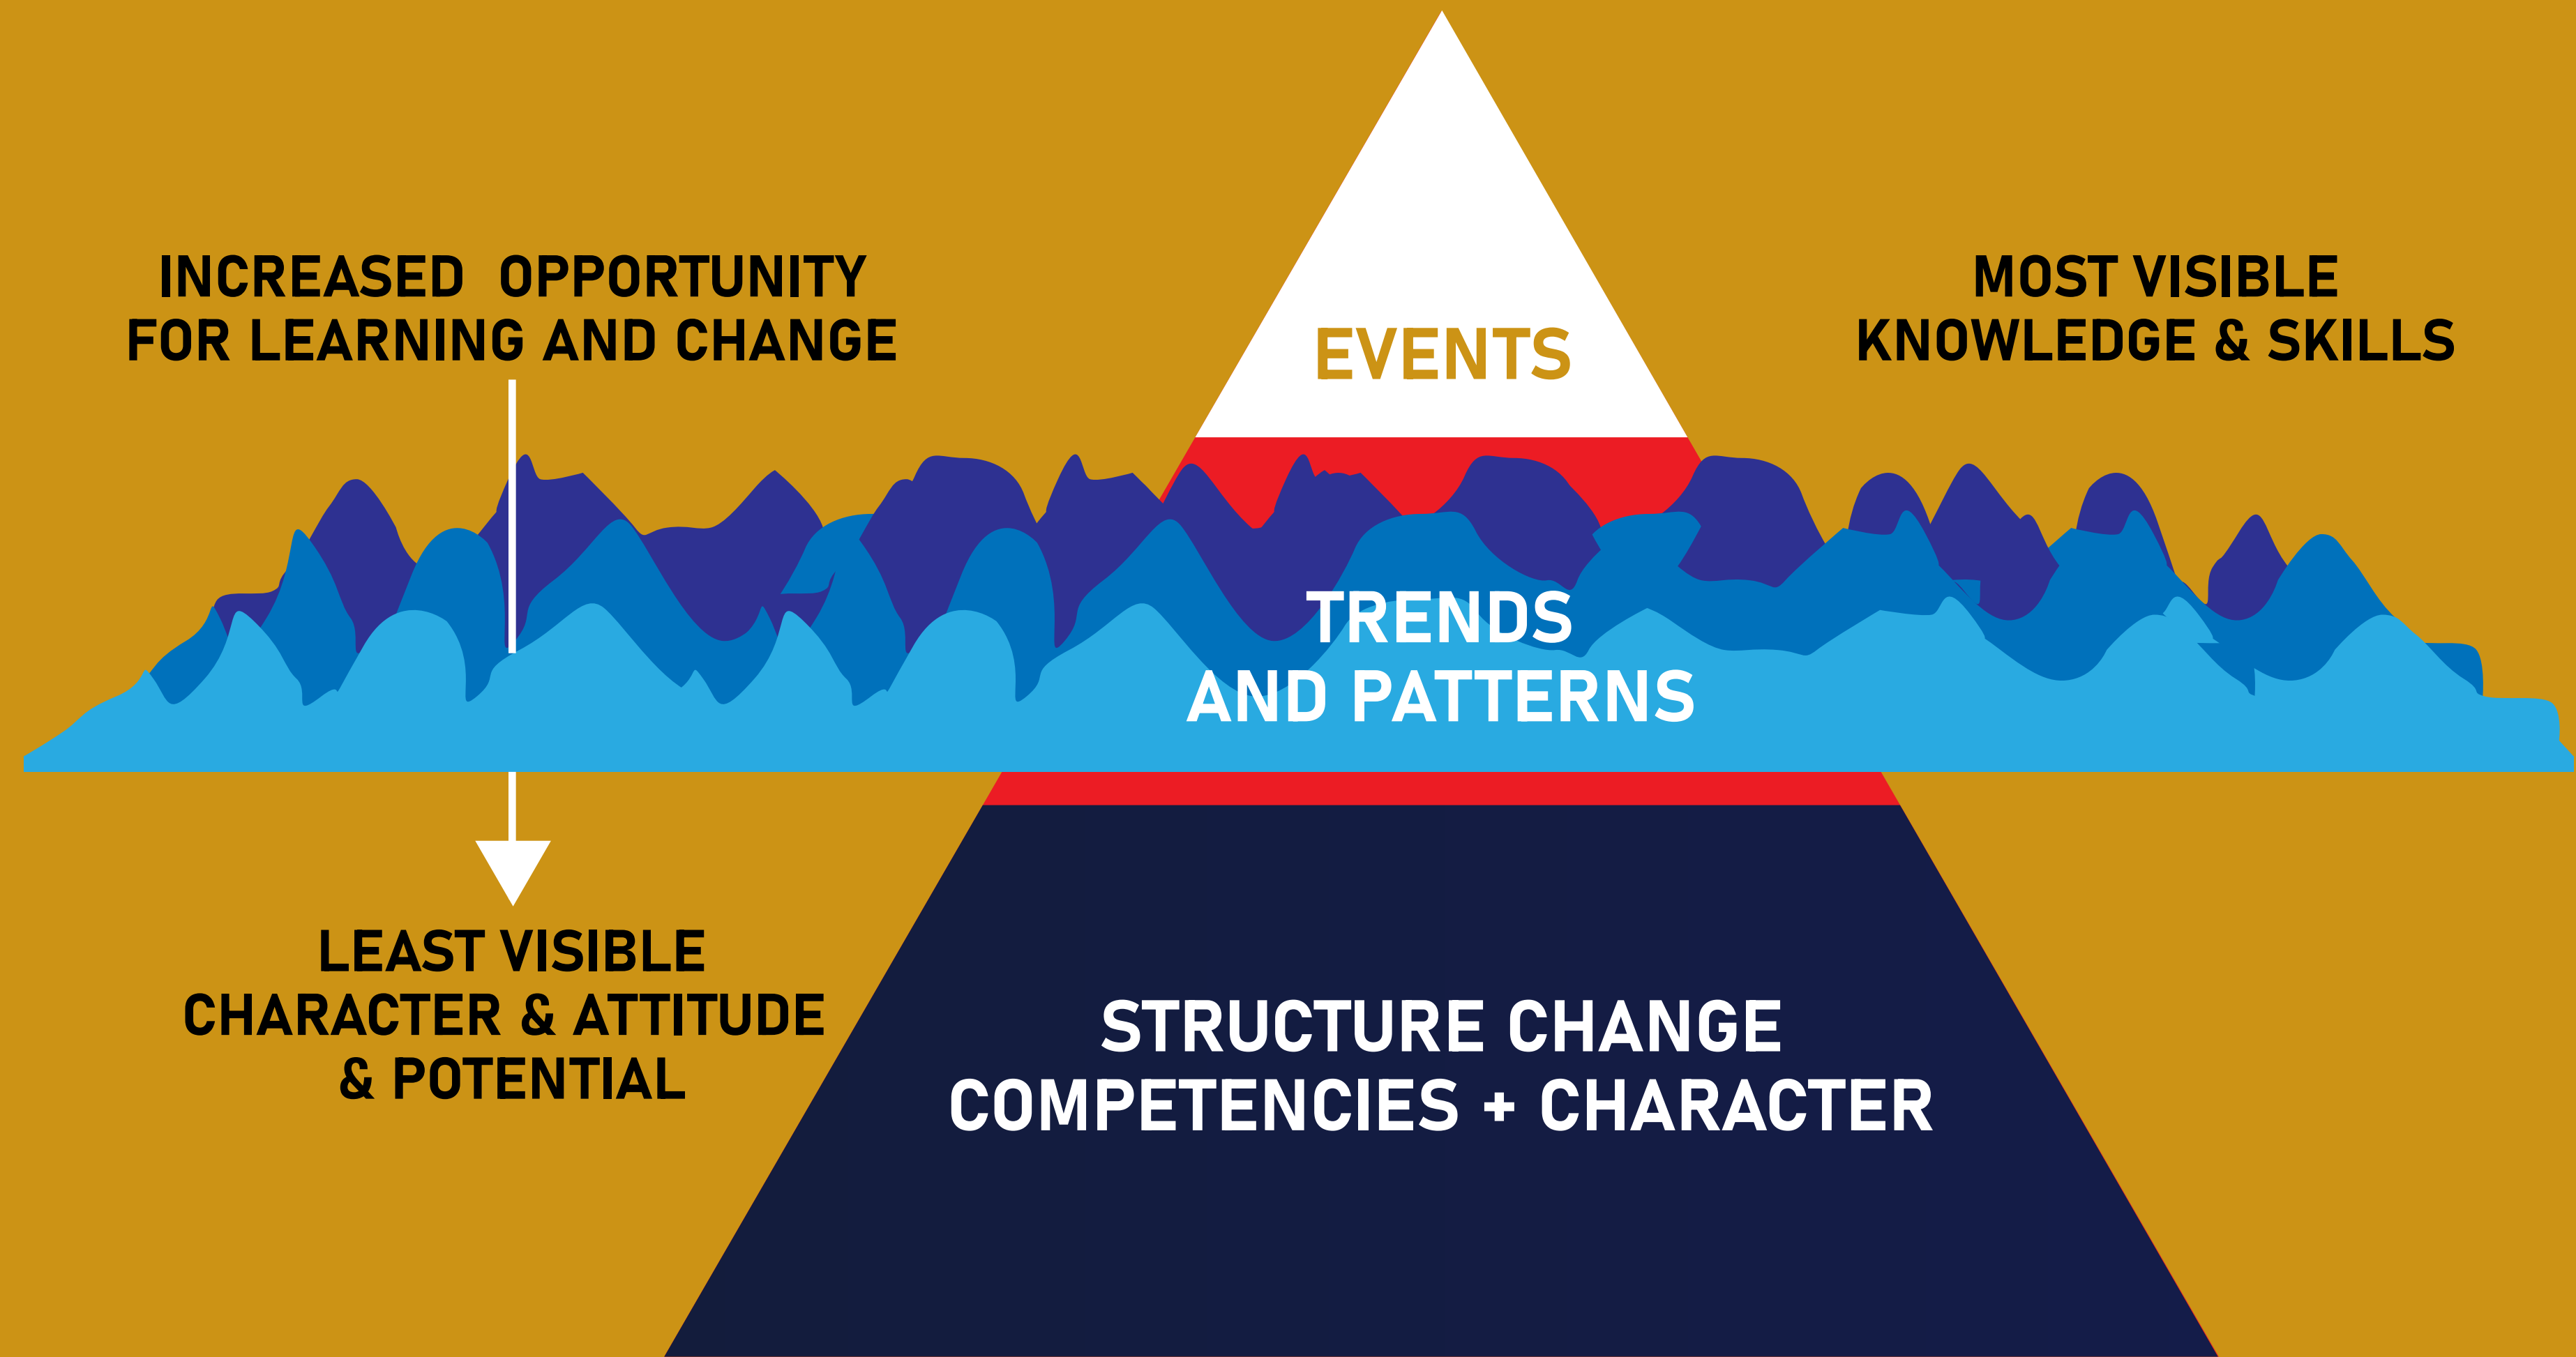 INCREASED OPPORTUNITY
FOR LEARNING AND CHANGE
EVENTS
MOST VISIBLE
KNOWLEDGE & SKILLS
TRENDS
AND PATTERNS
LEAST VISIBLE
CHARACTER & ATTITUDE
& POTENTIAL
STRUCTURE CHANGE
COMPETENCIES + CHARACTER